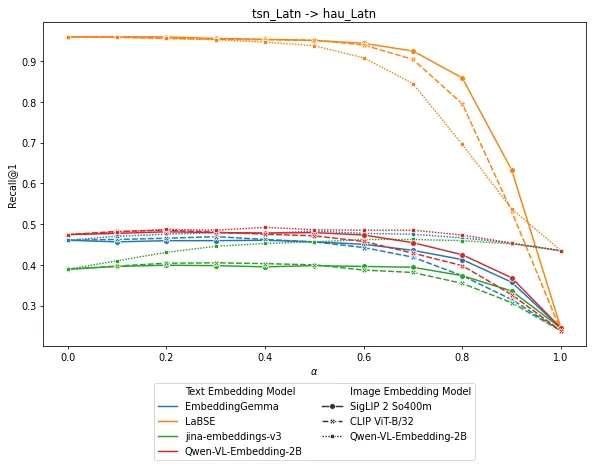 tsn_Latn -> hau_Latn
Recall@1
0.9
0.8
0.7
0.6
0.5
0.4
0.3
0.0 0.2 0.4 0.6 0.8 1.0
α
Text Embedding Model Image Embedding Model
EmbeddingGemma SigLIP 2 So400m
LaBSE CLIP ViT-B/32
jina-embeddings-v3 Qwen-VL-Embedding-2B
Qwen-VL-Embedding-2B